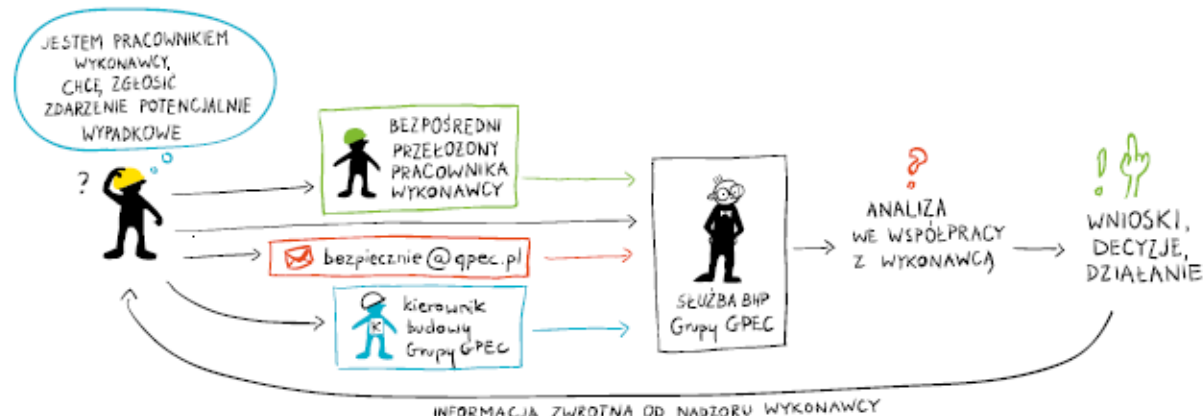 JESTEM PRACOWNIKIEM
WYKONAWCY,
CHCĘ ZGŁOSIĆ
ZDARZENIE POTENCJALNIE
WYPADKOWE
?
BEZPOŚREDNI
PRZEŁOŻONY
PRACOWNIKA
WYKONAWCY
bezpiecznie@gpec.pl
K
kierownik
budowy
Grupy GPEC
SŁUŻBA BHP
Grupy GPEC
?
ANALIZA
WE WSPÓŁPRACY
Z WYKONAWCĄ
!
WNIOSKI,
DECYZJE,
DZIAŁANIE
INFORMACJA ZWROTNA OD NADZORU WYKONAWCY